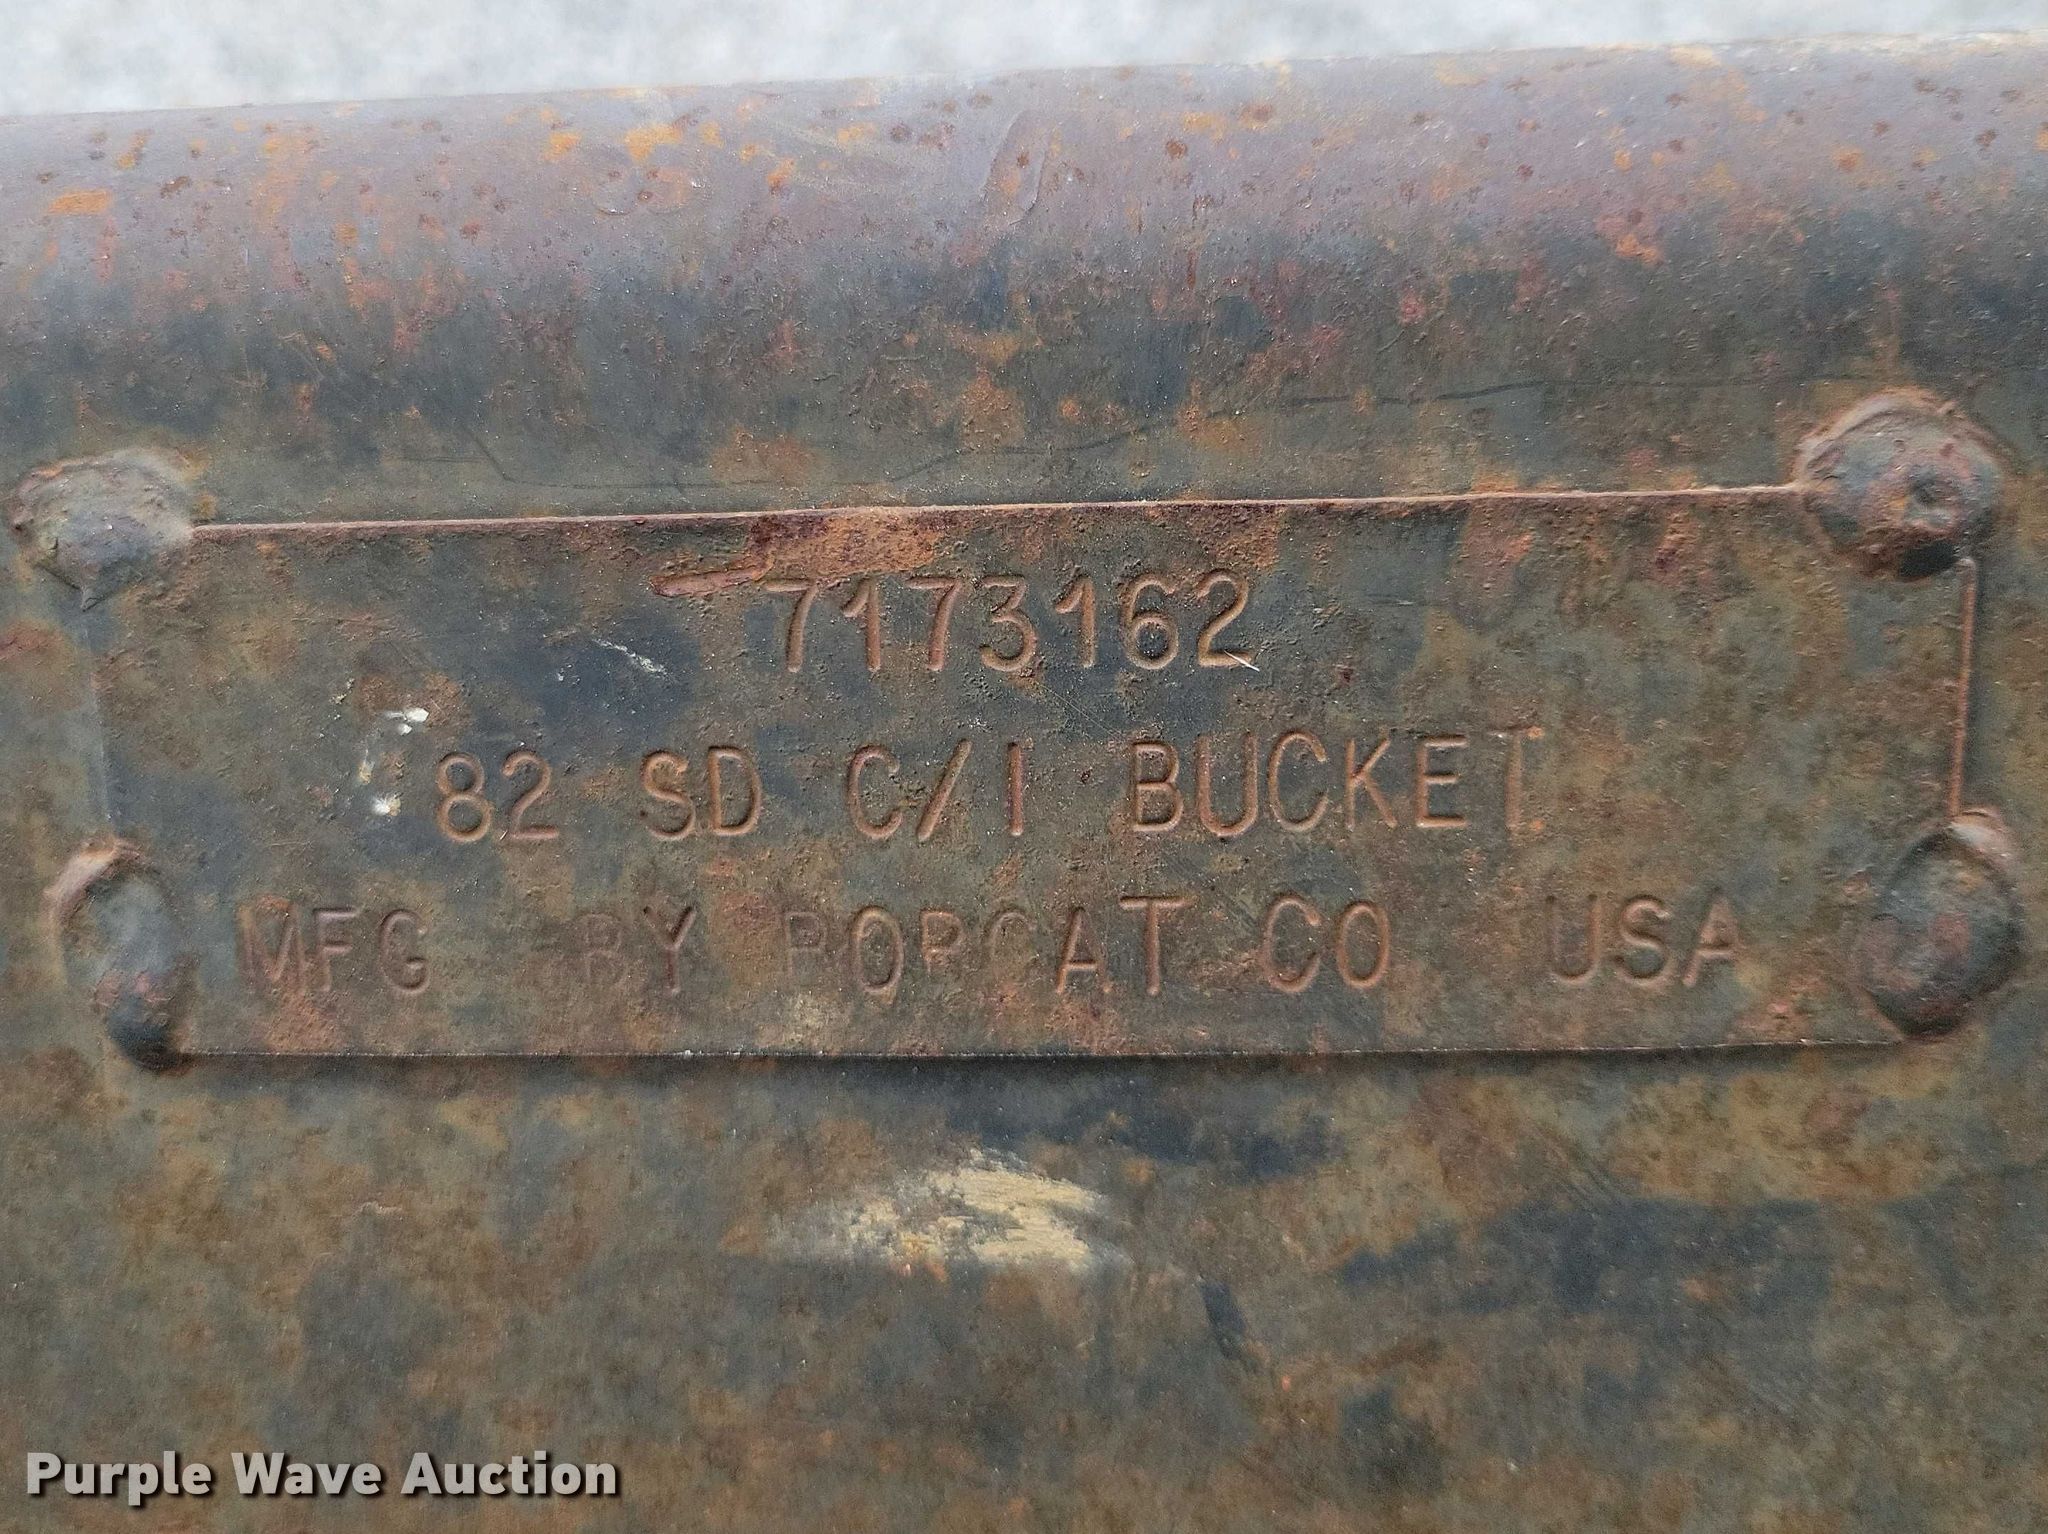 7173162
82 SD C/I BUCKET
MFG BY BOBCAT CO USA
Purple Wave Auction